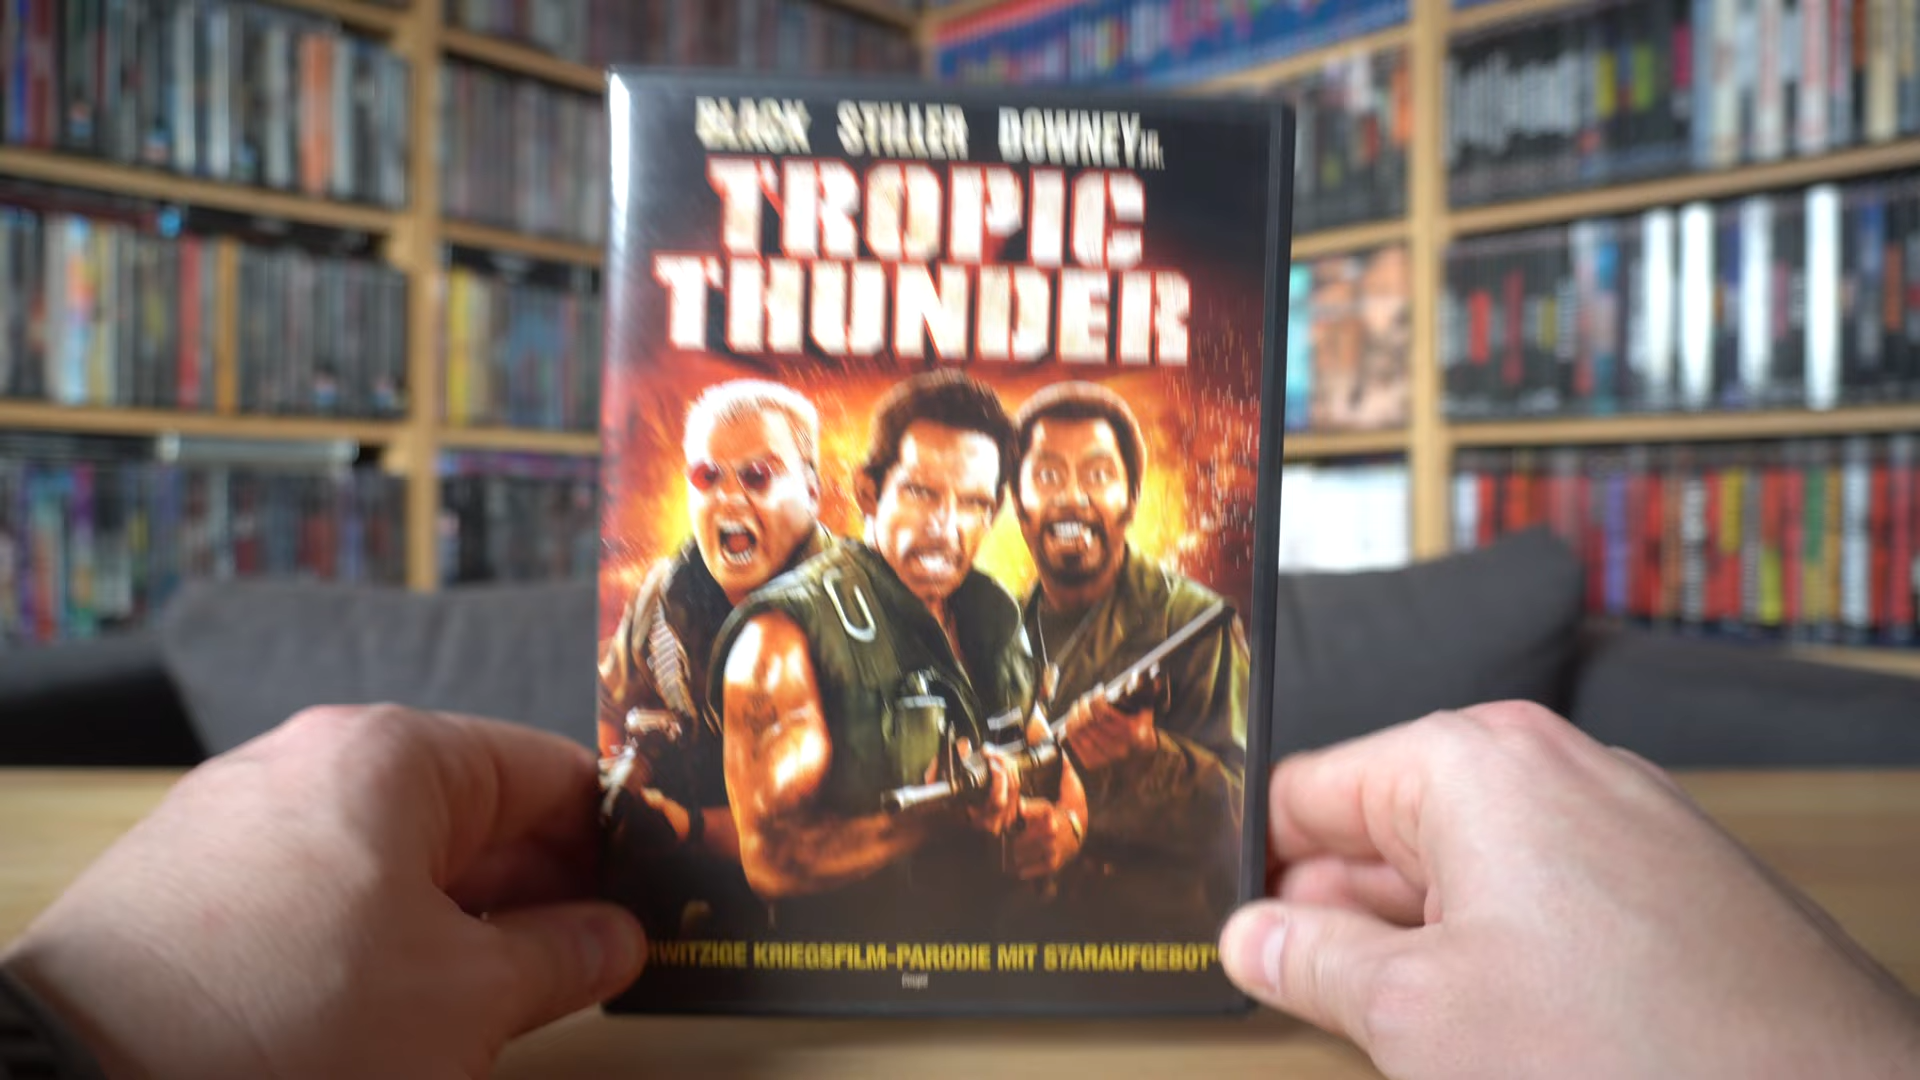 BLACK STILLER DOWNEY JR.
TROPIC
THUNDER
WITZIGE KRIEGSFILM-PARODIE MIT STARAUFGEBOT"